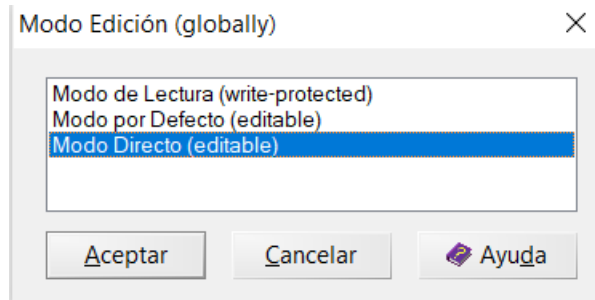 Modo Edición (globally)
Modo de Lectura (write-protected)
Modo por Defecto (editable)
Modo Directo (editable)
Aceptar Cancelar Ayuda